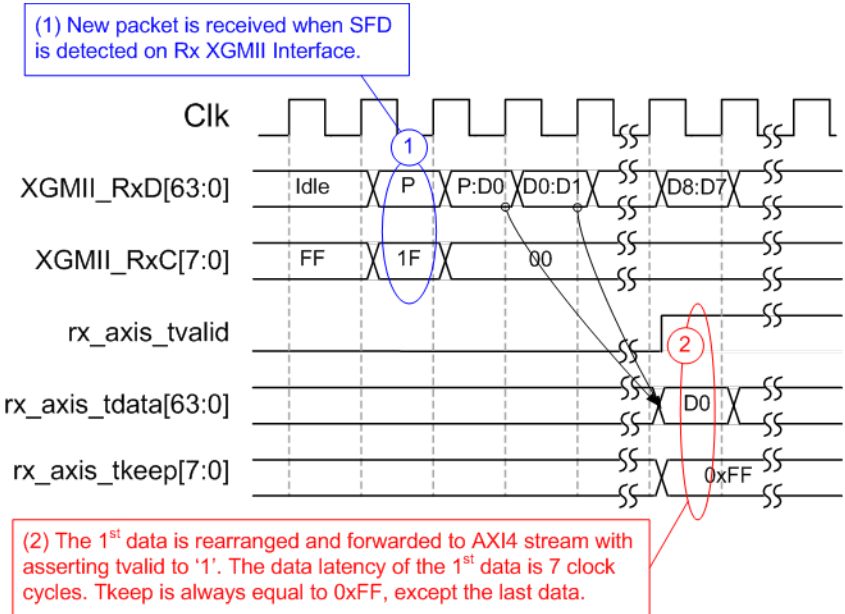 (1) New packet is received when SFD
is detected on Rx XGMII Interface.
Clk
1
XGMII_RxD[63:0] Idle P P:D0 D0:D1 D8:D7
XGMII_RxC[7:0] FF 1F 00
rx_axis_tvalid
2
rx_axis_tdata[63:0] D0
rx_axis_tkeep[7:0] 0xFF
(2) The 1st data is rearranged and forwarded to AXI4 stream with
asserting tvalid to ‘1’. The data latency of the 1st data is 7 clock
cycles. Tkeep is always equal to 0xFF, except the last data.